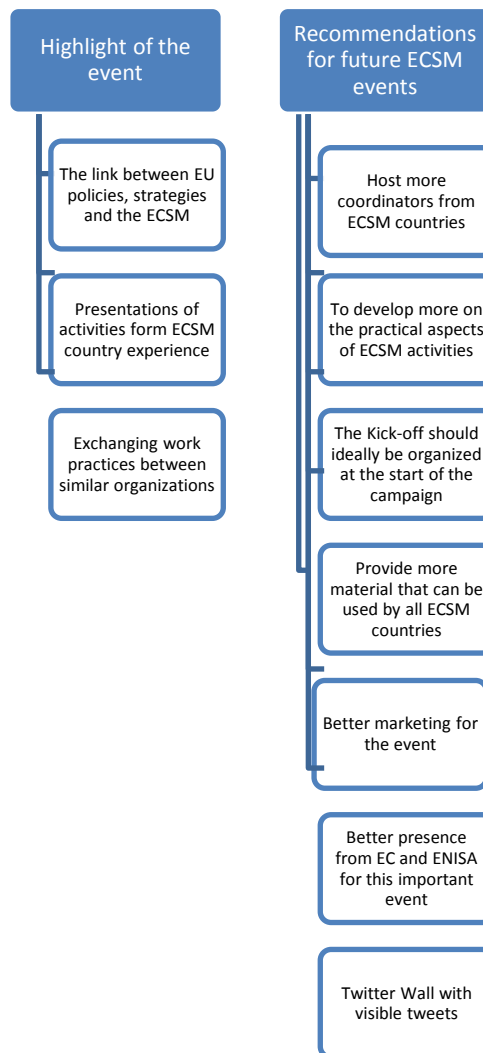 Highlight of the
event
The link between EU
policies, strategies
and the ECSM
Presentations of
activities form ECSM
country experience
Exchanging work
practices between
similar organizations
Recommendations
for future ECSM
events
Host more
coordinators from
ECSM countries
To develop more on
the practical aspects
of ECSM activities
The Kick-off should
ideally be organized
at the start of the
campaign
Provide more
material that can be
used by all ECSM
countries
Better marketing for
the event
Better presence
from EC and ENISA
for this important
event
Twitter Wall with
visible tweets